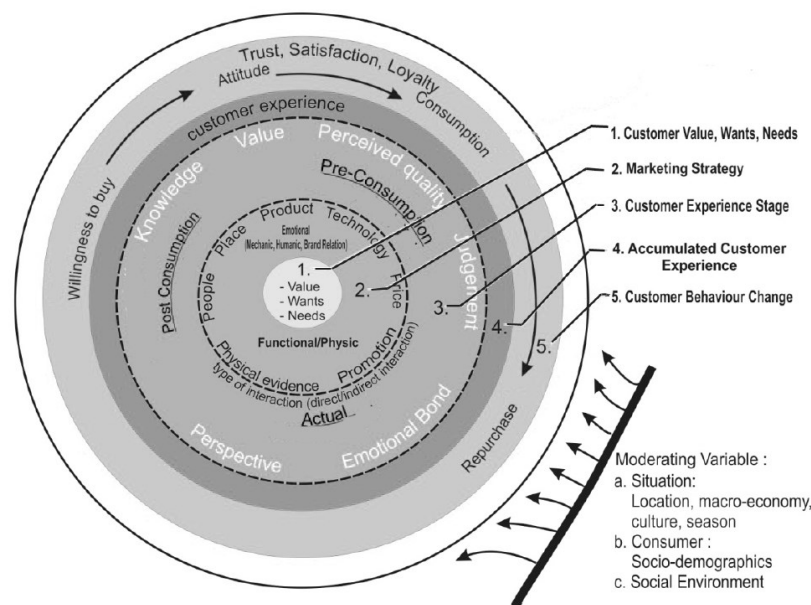 Trust, Satisfaction, Loyalty
Attitude
Consumption
Willingness to buy
customer experience
Knowledge
Value
Perceived quality
Judgement
Pre-Consumption
Post Consumption
People
Place
Product
Technology
Price
Emotional
(Mechanic, Humanic, Brand Relation)
1.
- Value
- Wants
- Needs
2.
3.
4.
5.
Functional/Physic
Physical evidence
Promotion
type of interaction (direct/indirect interaction)
Actual
Perspective
Emotional Bond
Repurchase
1. Customer Value, Wants, Needs
2. Marketing Strategy
3. Customer Experience Stage
4. Accumulated Customer
Experience
5. Customer Behaviour Change
Moderating Variable :
a. Situation:
Location, macro-economy,
culture, season
b. Consumer :
Socio-demographics
c. Social Environment